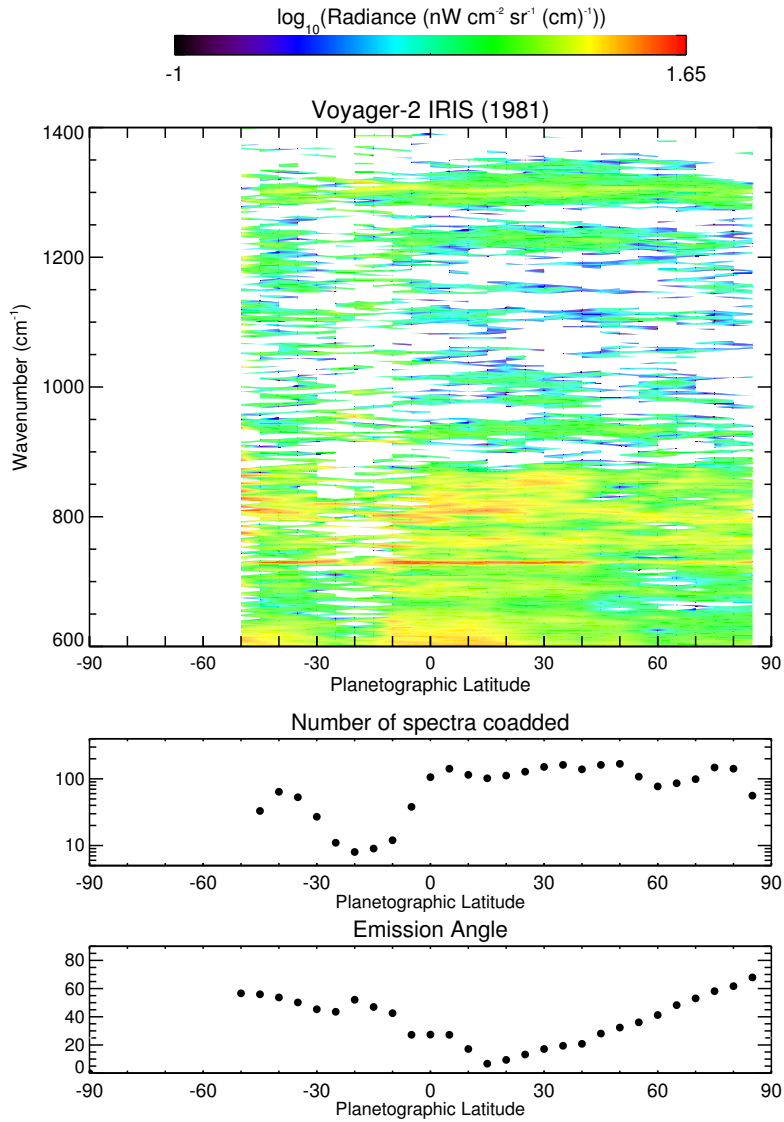 log10(Radiance (nW cm-2 sr-1 (cm)-1))
-1 1.65
Voyager-2 IRIS (1981)
1400
1200
1000
800
600
Wavenumber (cm-1)
-90 -60 -30 0 30 60 90
Planetographic Latitude
Number of spectra coadded
100
10
-90 -60 -30 0 30 60 90
Planetographic Latitude
Emission Angle
80
60
40
20
0
-90 -60 -30 0 30 60 90
Planetographic Latitude